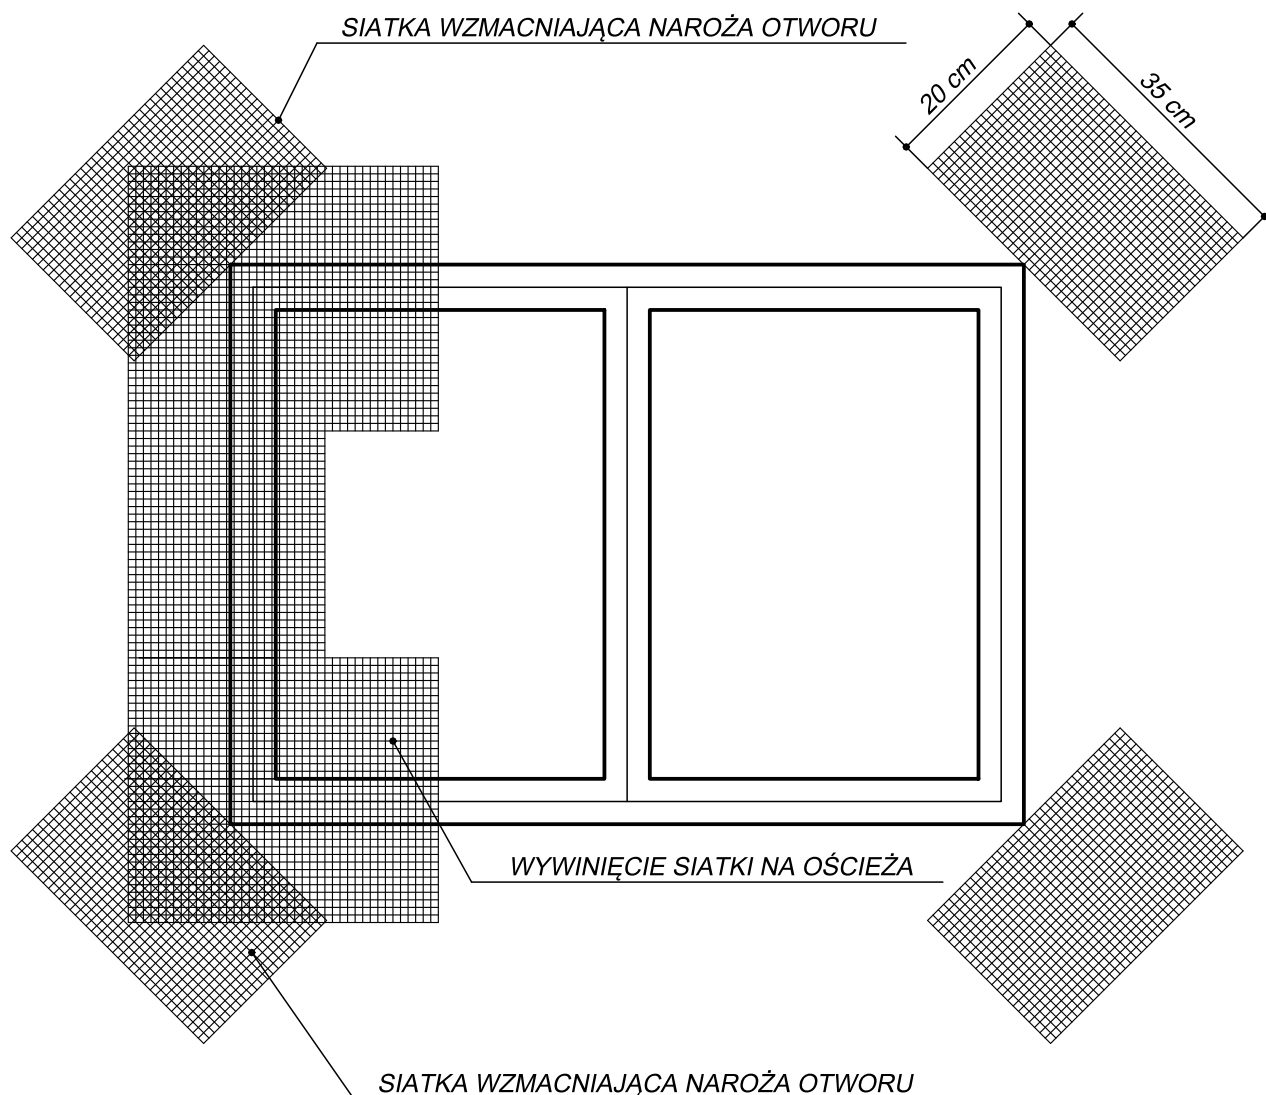 SIATKA WZMACNIAJĄCA NAROŻA OTWORU
20 cm
35 cm
WYWINIĘCIE SIATKI NA OŚCIEŻA
SIATKA WZMACNIAJĄCA NAROŻA OTWORU